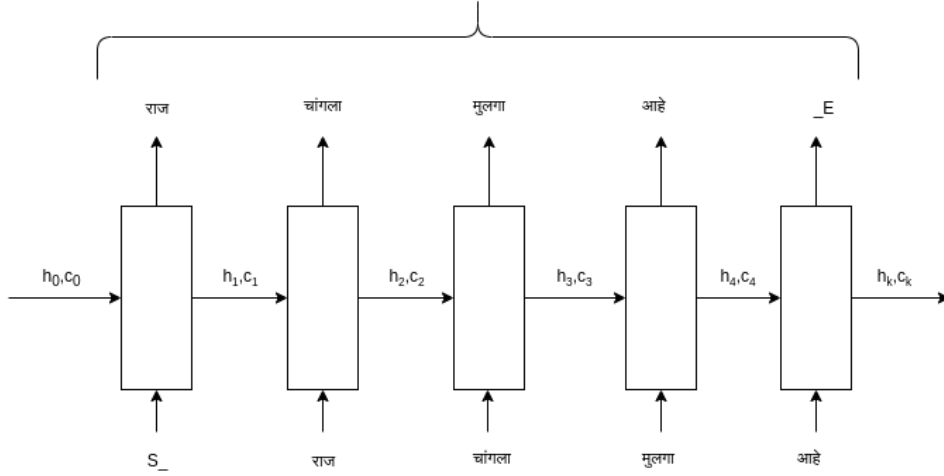 राज चांगला मुलगा आहे _E
h0,c0 h1,c1 h2,c2 h3,c3 h4,c4 hk,ck
S_ राज चांगला मुलगा आहे